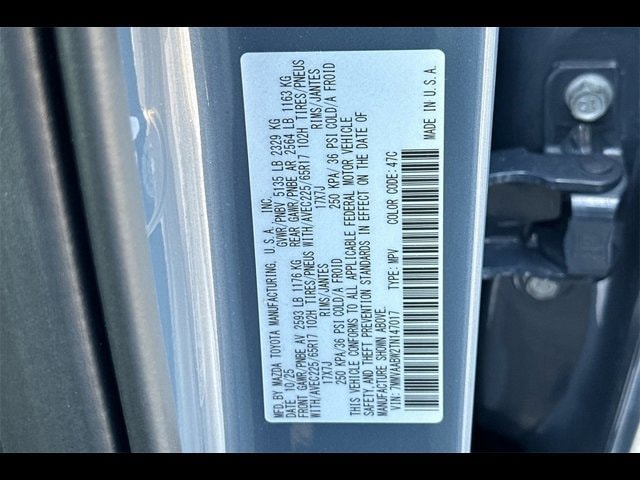 MFD.BY MAZDA TOYOTA MANUFACTURING, U.S.A. INC.
DATE 10/25 GVWR/PNBV 5135 LB 2329 KG
FRONT GAWR/PNBE AV 2593 LB 1176 KG REAR GAWR/PNBE AR 2564 LB 1163 KG
WITH/AVEC225/65R17 102H TIRES/PNEUS WITH/AVEC225/65R17 102H TIRES/PNEUS
17X7J RIMS/JANTES 17X7J RIMS/JANTES
250 KPA/36 PSI COLD/A FROID 250 KPA/36 PSI COLD/A FROID
THIS VEHICLE CONFORMS TO ALL APPLICABLE FEDERAL MOTOR VEHICLE
SAFETY,AND THEFT PREVENTION STANDARDS IN EFFECT ON THE DATE OF
MANUFACTURE SHOWN ABOVE.
VIN: 7MMVAABW2TN147017 TYPE: MPV COLOR CODE: 47C
MADE IN U.S.A.